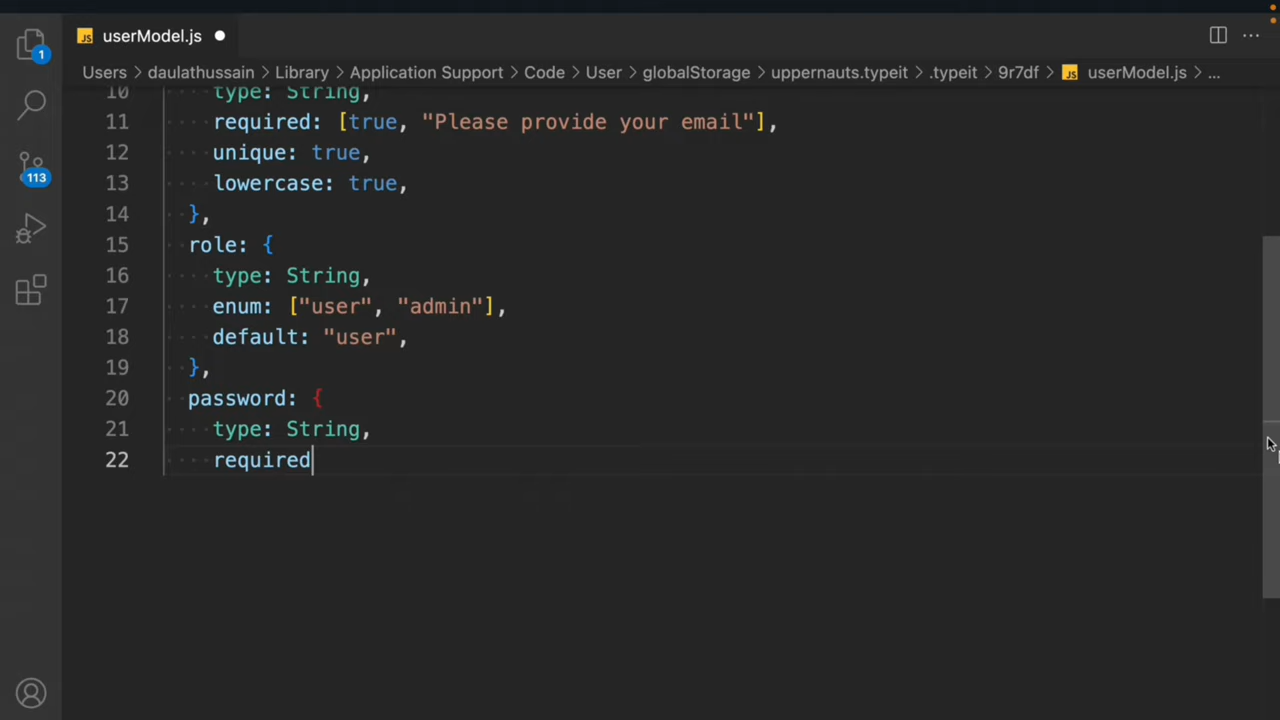 JS userModel.js
1
Users > daulathussain > Library > Application Support > Code > User > globalStorage > uppernauts.typeit > .typeit > 9r7df > JS userModel.js > ...
10 type: String,
11 required: [true, "Please provide your email"],
12 unique: true,
113
13 lowercase: true,
14 },
15 role: {
16 type: String,
17 enum: ["user", "admin"],
18 default: "user",
19 },
20 password: {
21 type: String,
22 required